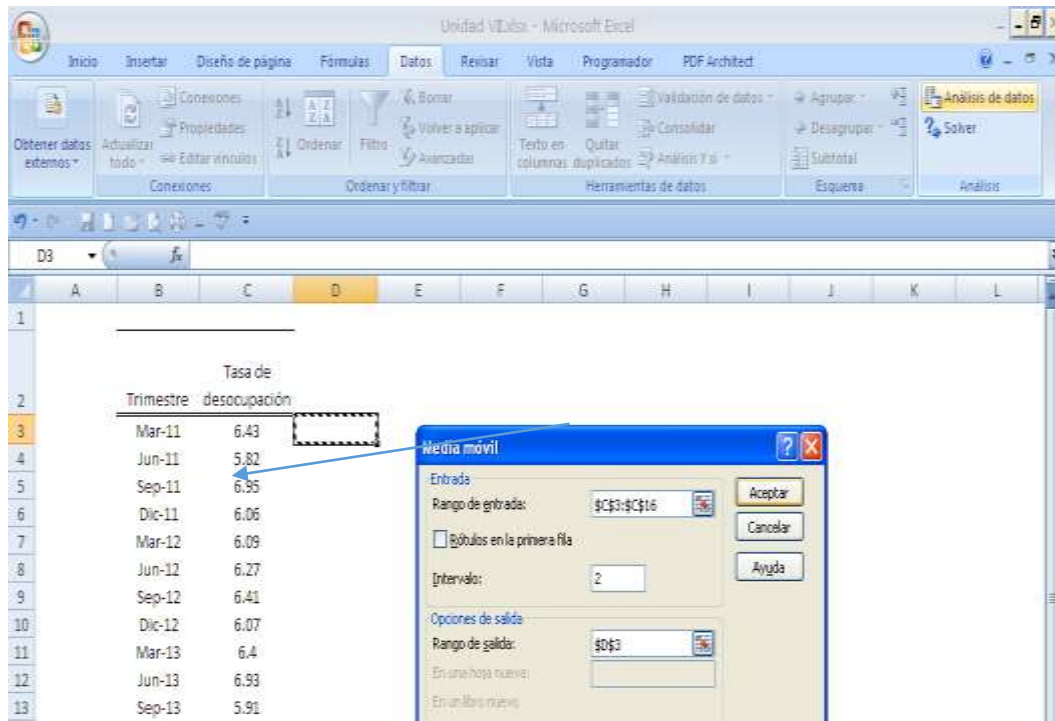 Unidad VII.xlsx - Microsoft Excel
Inicio Insertar Diseño de página Fórmulas Datos Revisar Vista Programador PDF Architect
Obtener datos externos
Actualizar todo
Conexiones
Propiedades
Editar vínculos
Conexiones
Ordenar
Filtro
Borrar
Volver a aplicar
Avanzadas
Ordenar y filtrar
Texto en columnas
Quitar duplicados
Validación de datos
Consolidar
Análisis Y si
Herramientas de datos
Agrupar
Desagrupar
Subtotal
Esquema
Análisis de datos
Solver
Análisis
D3 fx
A B C D E F G H I J K L
1
Tasa de
2 Trimestre desocupación
3 Mar-11 6.43
4 Jun-11 5.82
5 Sep-11 6.95
6 Dic-11 6.06
7 Mar-12 6.09
8 Jun-12 6.27
9 Sep-12 6.41
10 Dic-12 6.07
11 Mar-13 6.4
12 Jun-13 6.93
13 Sep-13 5.91
Media móvil
Entrada
Rango de entrada: $C$3:$C$16
Rótulos en la primera fila
Intervalo: 2
Opciones de salida
Rango de salida: $D$3
En una hoja nueva:
En un libro nuevo
Aceptar
Cancelar
Ayuda